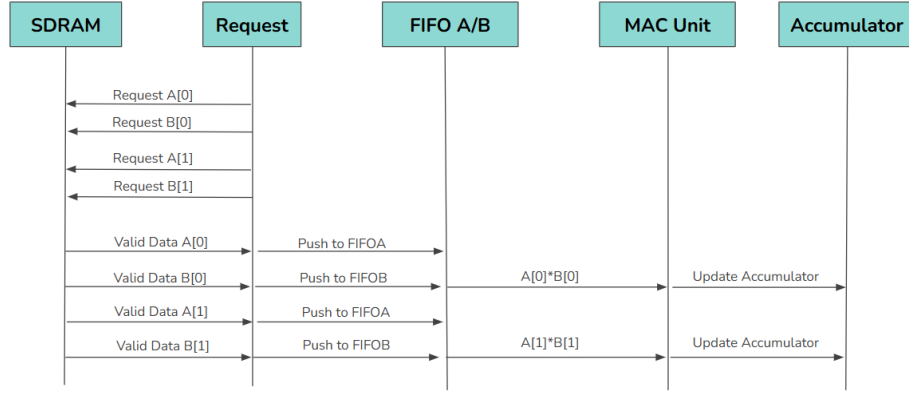 SDRAM
Request
FIFO A/B
MAC Unit
Accumulator
Request A[0]
Request B[0]
Request A[1]
Request B[1]
Valid Data A[0]
Push to FIFOA
Valid Data B[0]
Push to FIFOB
A[0]*B[0]
Update Accumulator
Valid Data A[1]
Push to FIFOA
Valid Data B[1]
Push to FIFOB
A[1]*B[1]
Update Accumulator